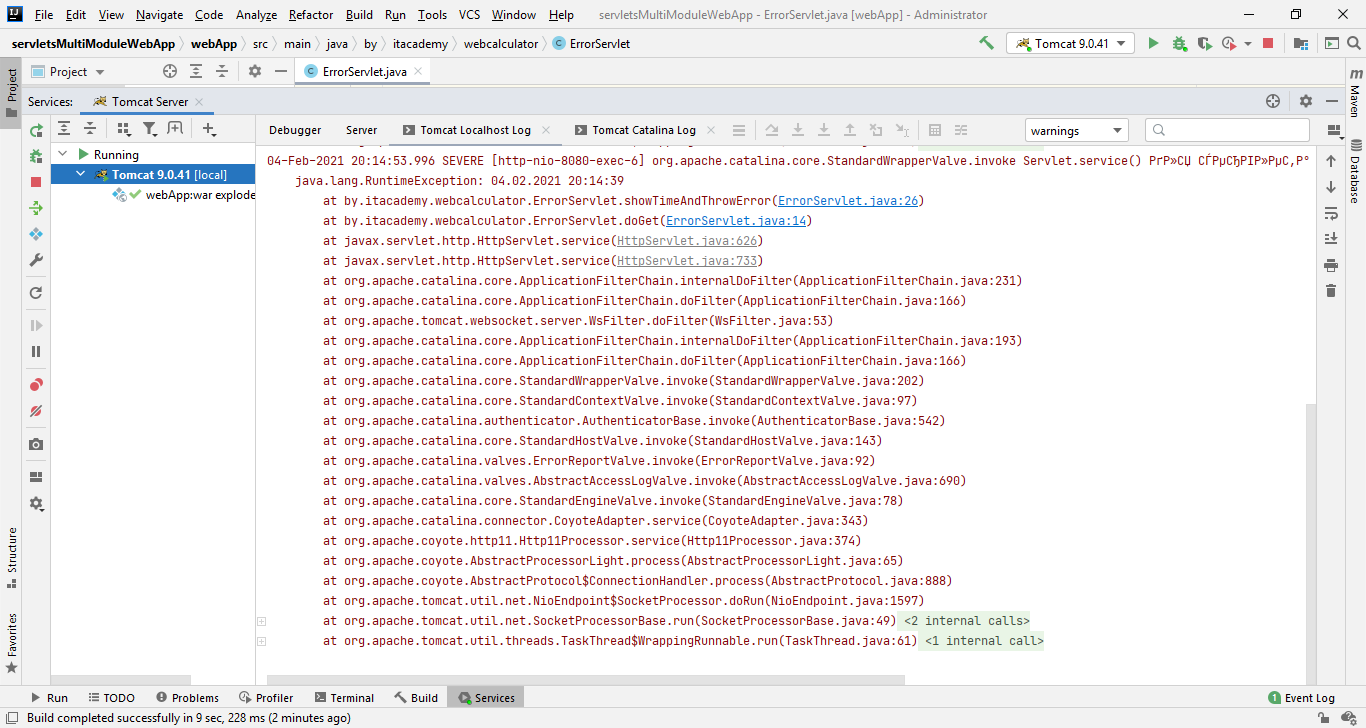 File Edit View Navigate Code Analyze Refactor Build Run Tools VCS Window Help servletsMultiModuleWebApp - ErrorServlet.java [webApp] - Administrator
servletsMultiModuleWebApp webApp src main java by itacademy webcalculator ErrorServlet Tomcat 9.0.41
Project ErrorServlet.java
Services: Tomcat Server
Debugger Server Tomcat Localhost Log Tomcat Catalina Log warnings
Running
Tomcat 9.0.41 [local]
webApp:war explode
04-Feb-2021 20:14:53.996 SEVERE [http-nio-8080-exec-6] org.apache.catalina.core.StandardWrapperValve.invoke Servlet.service()
java.lang.RuntimeException: 04.02.2021 20:14:39
at by.itacademy.webcalculator.ErrorServlet.showTimeAndThrowError(ErrorServlet.java:26)
at by.itacademy.webcalculator.ErrorServlet.doGet(ErrorServlet.java:14)
at javax.servlet.http.HttpServlet.service(HttpServlet.java:626)
at javax.servlet.http.HttpServlet.service(HttpServlet.java:733)
at org.apache.catalina.core.ApplicationFilterChain.internalDoFilter(ApplicationFilterChain.java:231)
at org.apache.catalina.core.ApplicationFilterChain.doFilter(ApplicationFilterChain.java:166)
at org.apache.tomcat.websocket.server.WsFilter.doFilter(WsFilter.java:53)
at org.apache.catalina.core.ApplicationFilterChain.internalDoFilter(ApplicationFilterChain.java:193)
at org.apache.catalina.core.ApplicationFilterChain.doFilter(ApplicationFilterChain.java:166)
at org.apache.catalina.core.StandardWrapperValve.invoke(StandardWrapperValve.java:202)
at org.apache.catalina.core.StandardContextValve.invoke(StandardContextValve.java:97)
at org.apache.catalina.authenticator.AuthenticatorBase.invoke(AuthenticatorBase.java:542)
at org.apache.catalina.core.StandardHostValve.invoke(StandardHostValve.java:143)
at org.apache.catalina.valves.ErrorReportValve.invoke(ErrorReportValve.java:92)
at org.apache.catalina.valves.AbstractAccessLogValve.invoke(AbstractAccessLogValve.java:690)
at org.apache.catalina.core.StandardEngineValve.invoke(StandardEngineValve.java:78)
at org.apache.catalina.connector.CoyoteAdapter.service(CoyoteAdapter.java:343)
at org.apache.coyote.http11.Http11Processor.service(Http11Processor.java:374)
at org.apache.coyote.AbstractProcessorLight.process(AbstractProcessorLight.java:65)
at org.apache.coyote.AbstractProtocol$ConnectionHandler.process(AbstractProtocol.java:888)
at org.apache.tomcat.util.net.NioEndpoint$SocketProcessor.doRun(NioEndpoint.java:1597)
at org.apache.tomcat.util.net.SocketProcessorBase.run(SocketProcessorBase.java:49) <2 internal calls>
at org.apache.tomcat.util.threads.TaskThread$WrappingRunnable.run(TaskThread.java:61) <1 internal call>
Project
Structure
Favorites
Maven
Database
Run TODO Problems Profiler Terminal Build Services 1 Event Log
Build completed successfully in 9 sec, 228 ms (2 minutes ago)